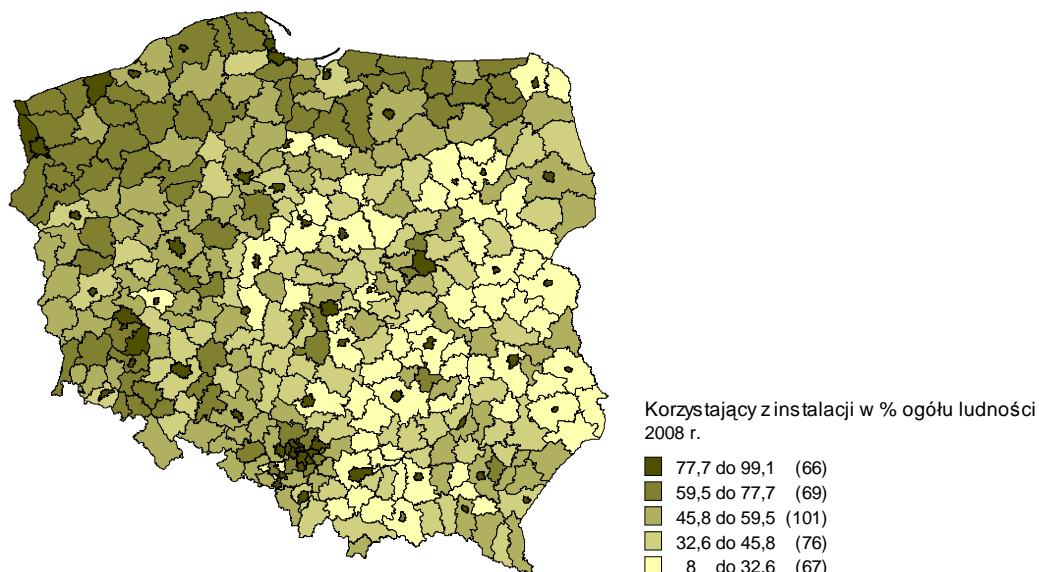 Korzystający z instalacji w % ogółu ludności
2008 r.
77,7 do 99,1 (66)
59,5 do 77,7 (69)
45,8 do 59,5 (101)
32,6 do 45,8 (76)
8 do 32,6 (67)